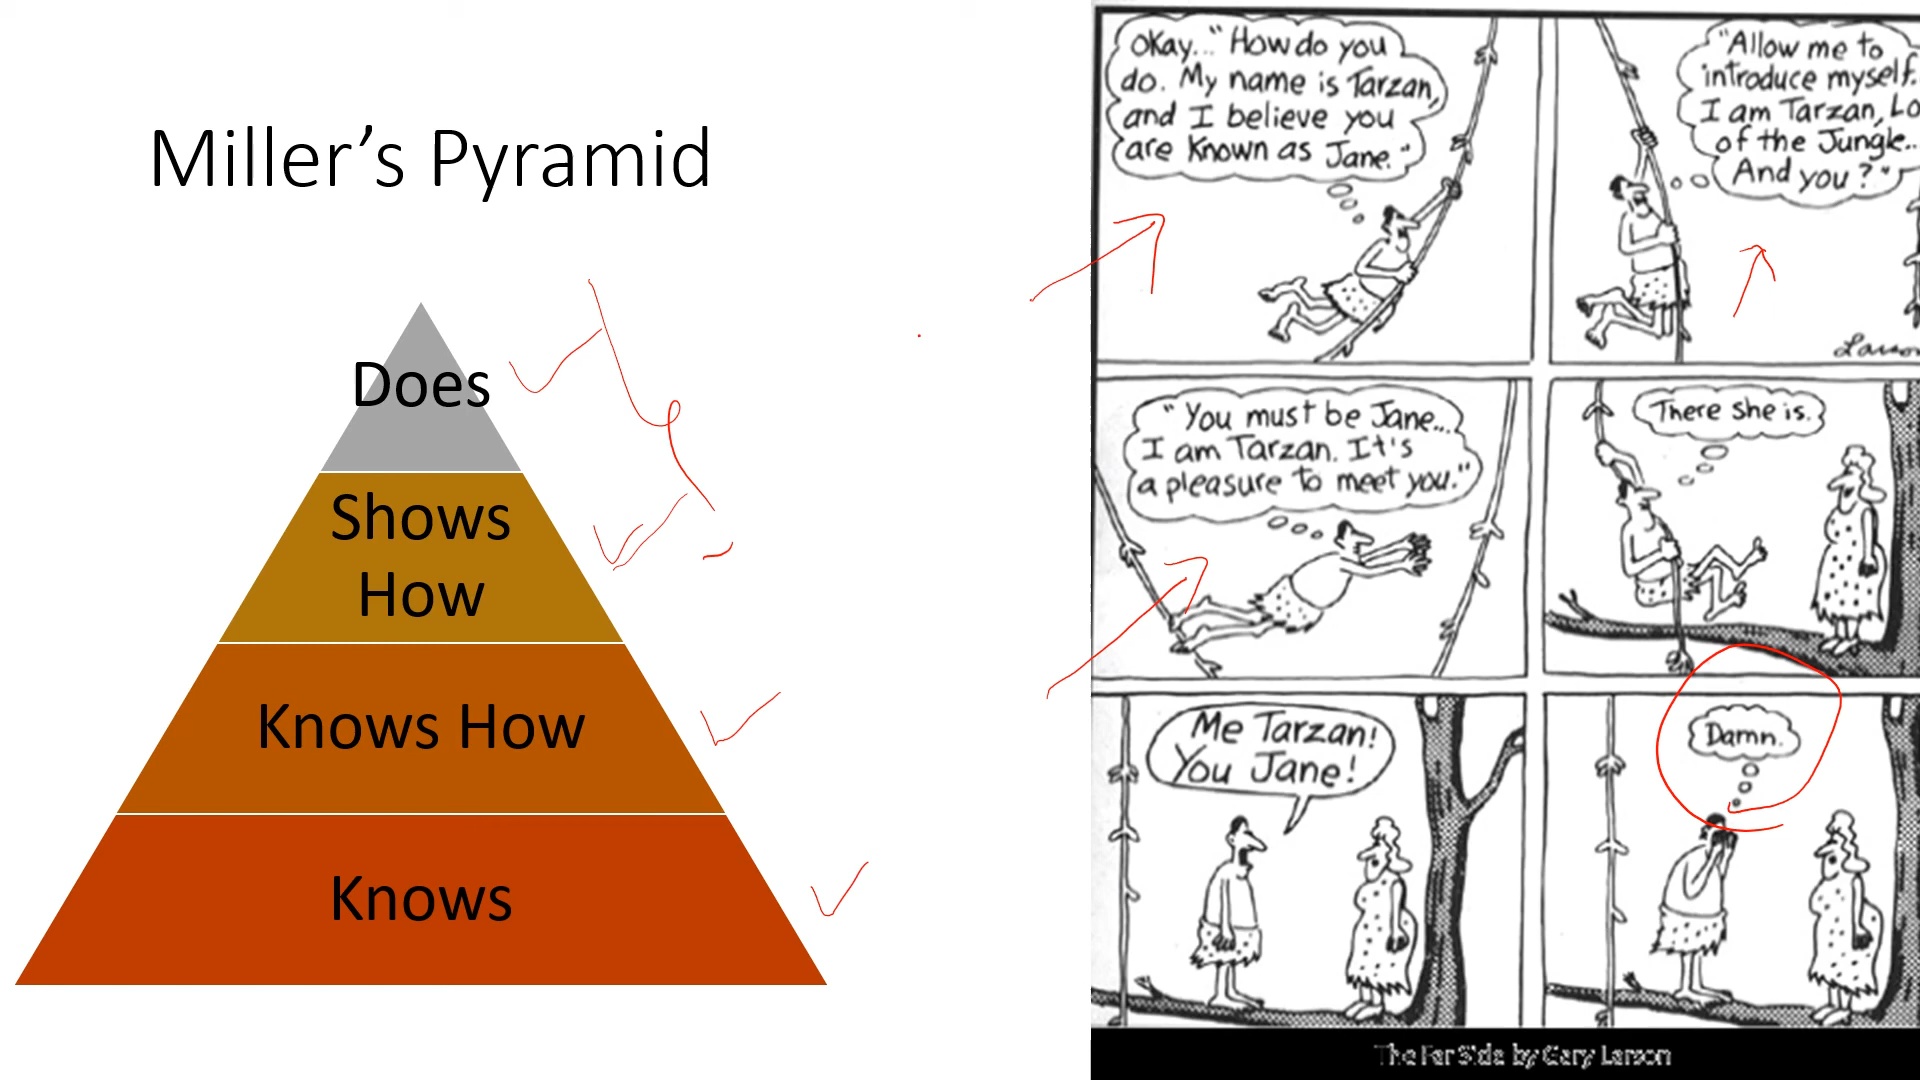 Miller’s Pyramid
Does
Shows
How
Knows How
Knows
OKay..." How do you
do. My name is Tarzan,
and I believe you
are Known as Jane."
"Allow me to
introduce myself.
I am Tarzan, Lo
of the Jungle...
And you?"
"You must be Jane...
I am Tarzan. It's
a pleasure to meet you."
There she is.
Me Tarzan!
You Jane!
Damn.
The Far Side by Gary Larson